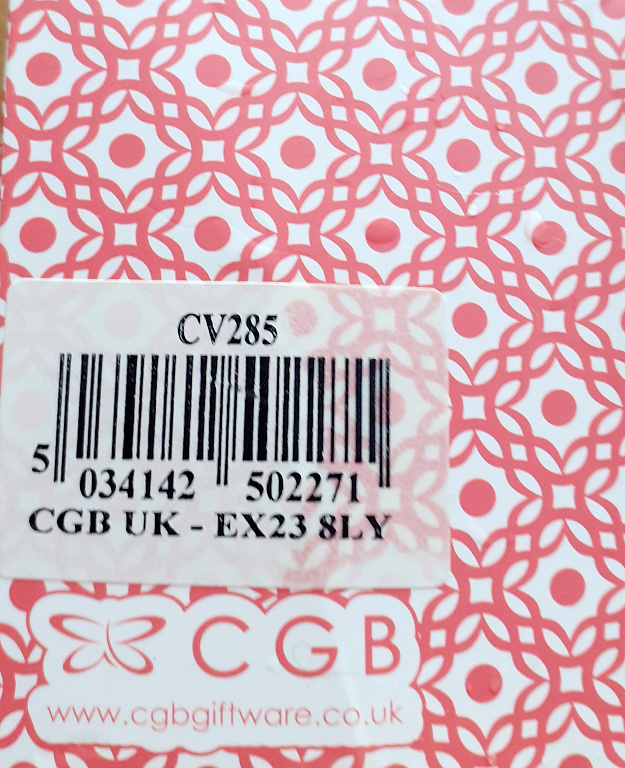 CV285
5 034142 502271
CGB UK - EX23 8LY
CGB
www.cgbgiftware.co.uk